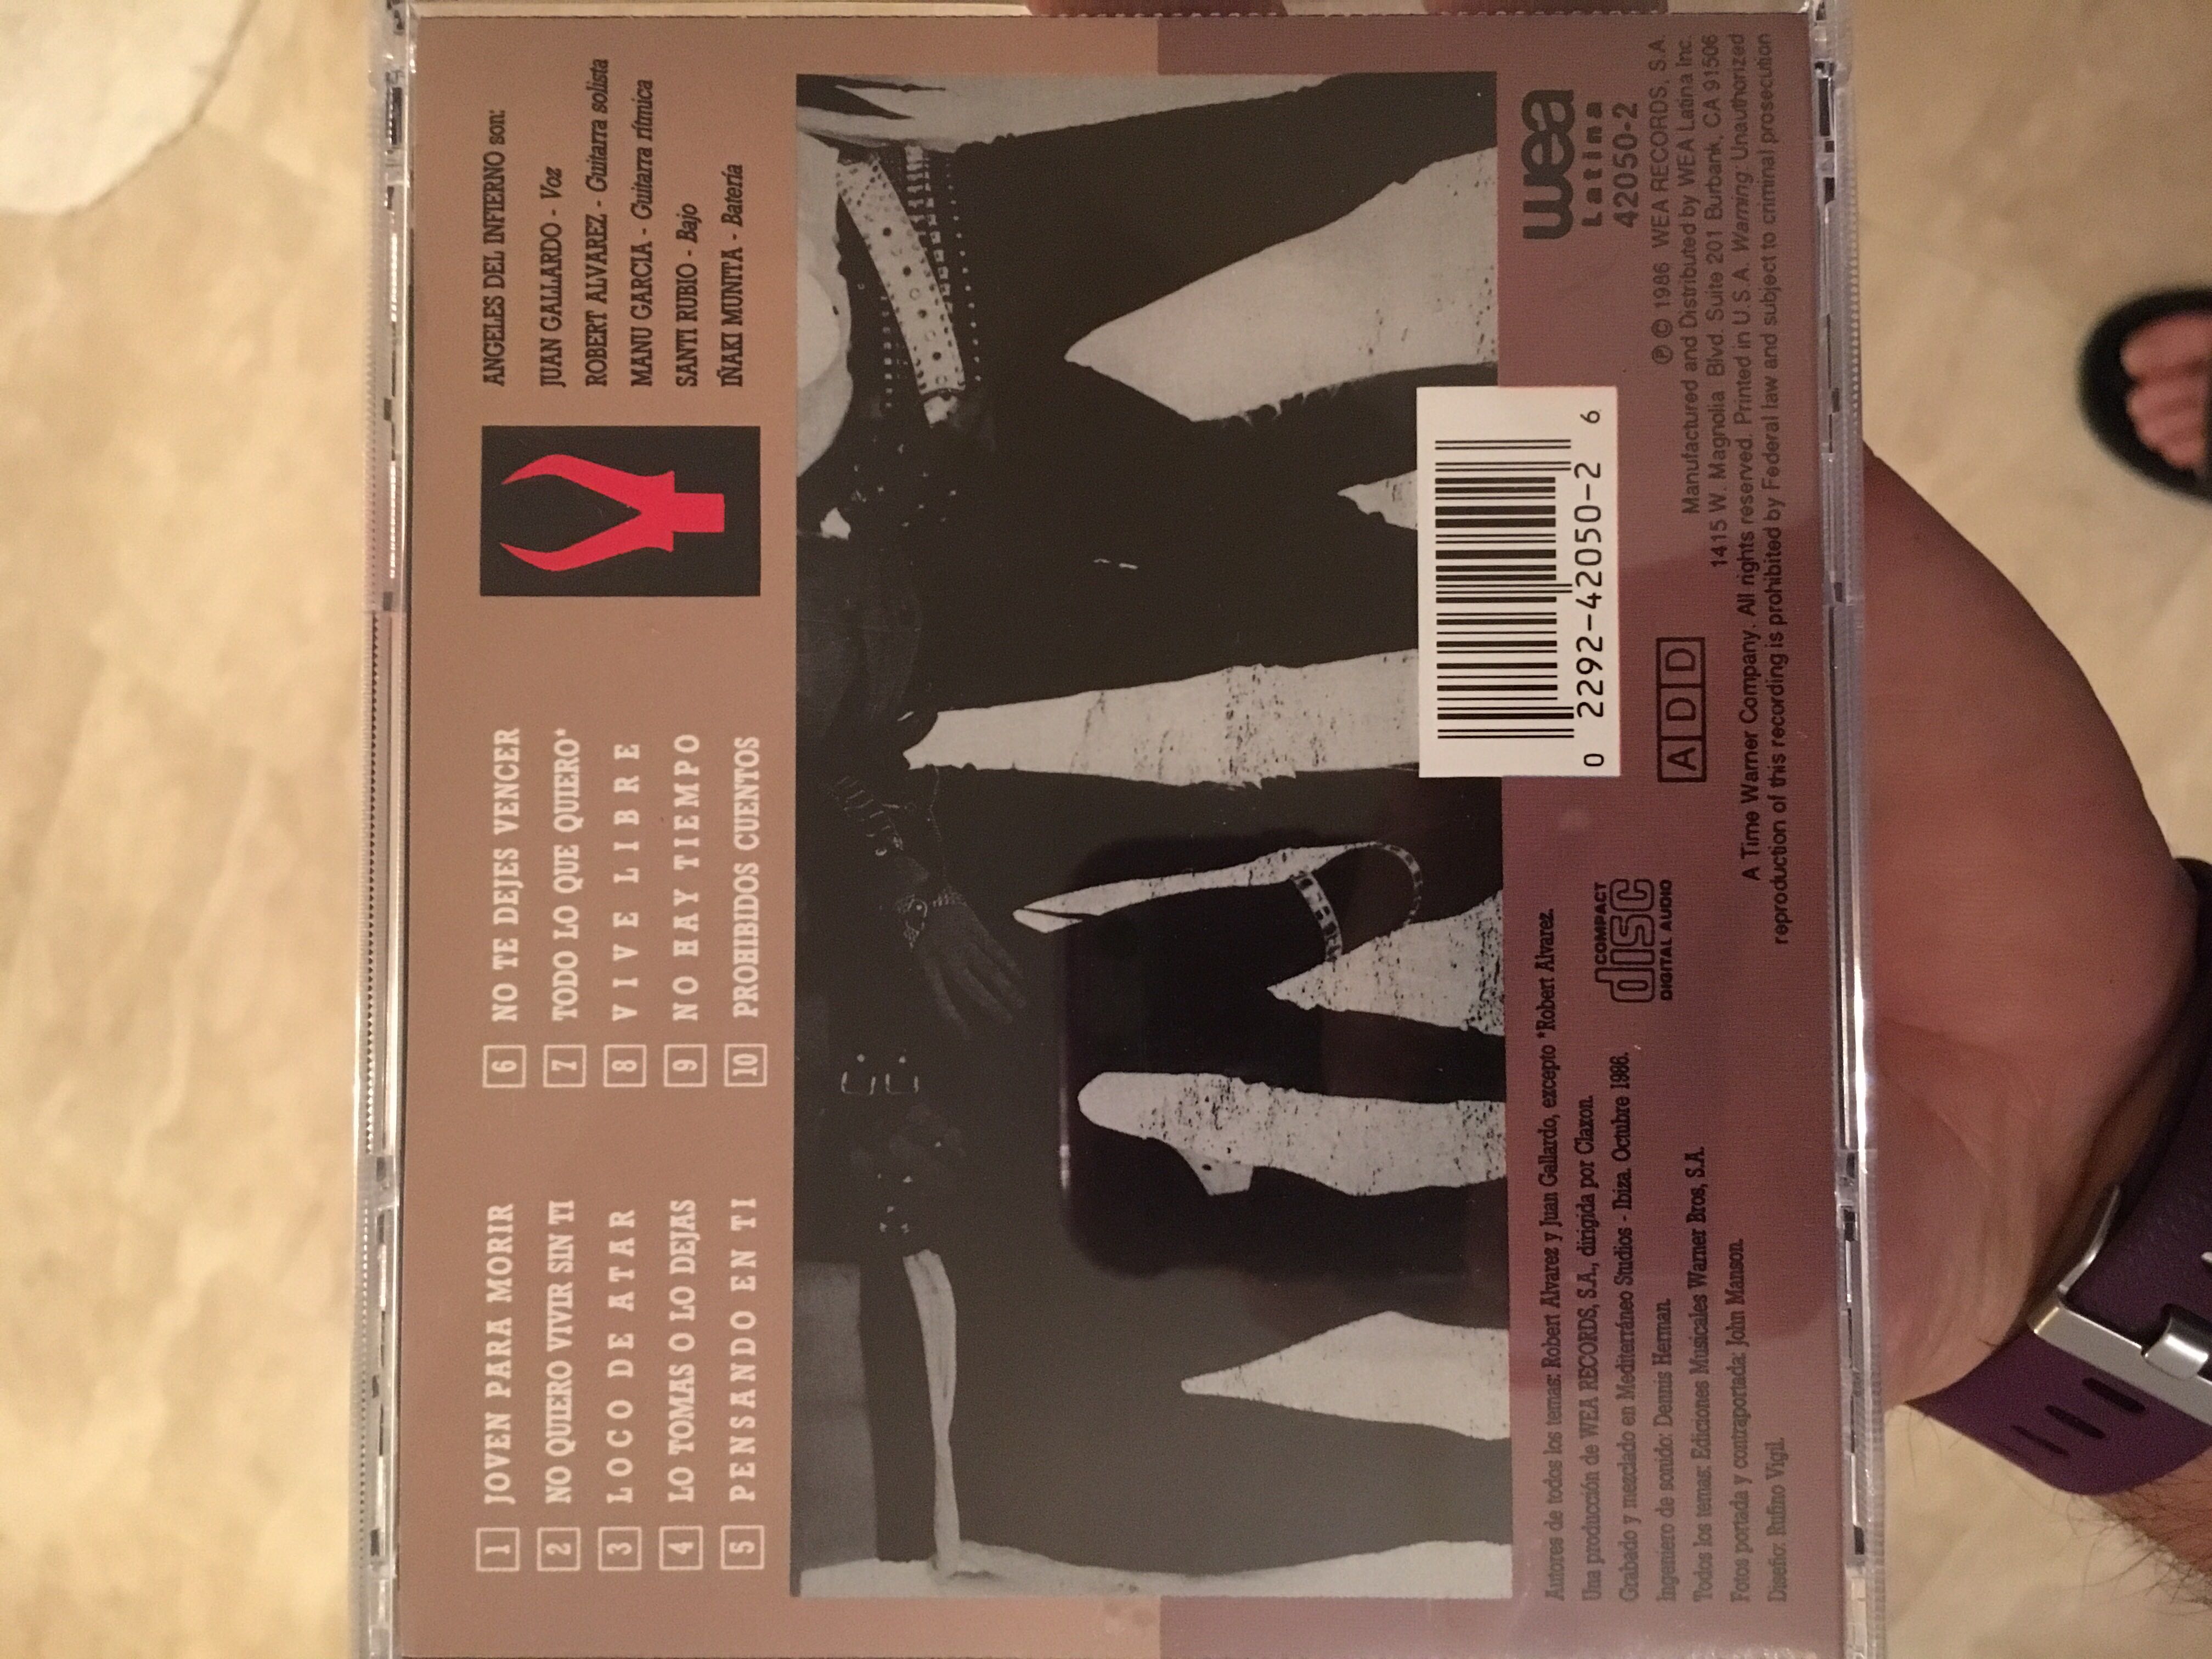 1 JOVEN PARA MORIR
2 NO QUIERO VIVIR SIN TI
3 LOCO DE ATAR
4 LO TOMAS O LO DEJAS
5 PENSANDO EN TI
6 NO TE DEJES VENCER
7 TODO LO QUE QUIERO*
8 VIVE LIBRE
9 NO HAY TIEMPO
10 PROHIBIDOS CUENTOS
ANGELES DEL INFIERNO son:
JUAN GALLARDO - Voz
ROBERT ALVAREZ - Guitarra solista
MANU GARCIA - Guitarra rítmica
SANTI RUBIO - Bajo
IÑAKI MUNITA - Batería
0 2292-42050-2 6
Autores de todos los temas: Robert Alvarez y Juan Gallardo, excepto *Robert Alvarez.
Una producción de WEA RECORDS, S.A., dirigida por Claxon.
Grabado y mezclado en Mediterráneo Studios - Ibiza. Octubre 1986.
Ingeniero de sonido: Dennis Herman.
Todos los temas: Ediciones Musicales Warner Bros, S.A.
Fotos portada y contraportada: John Manson.
Diseño: Rufino Vigil.
COMPACT
disc
DIGITAL AUDIO
A D D
wea
Latina
42050-2
℗ © 1986 WEA RECORDS, S.A.
Manufactured and Distributed by WEA Latina Inc.
1415 W. Magnolia Blvd. Suite 201 Burbank, CA 91506
A Time Warner Company. All rights reserved. Printed in U.S.A. Warning: Unauthorized
reproduction of this recording is prohibited by Federal law and subject to criminal prosecution